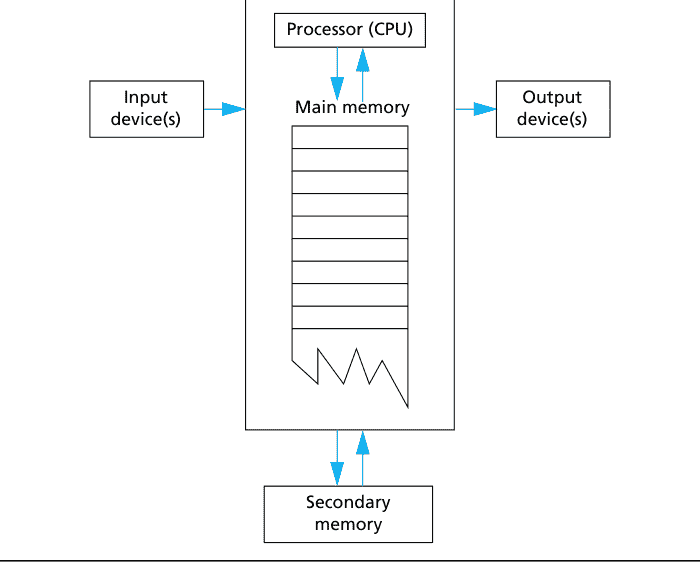 Processor (CPU)
Main memory
Input
device(s)
Output
device(s)
Secondary
memory